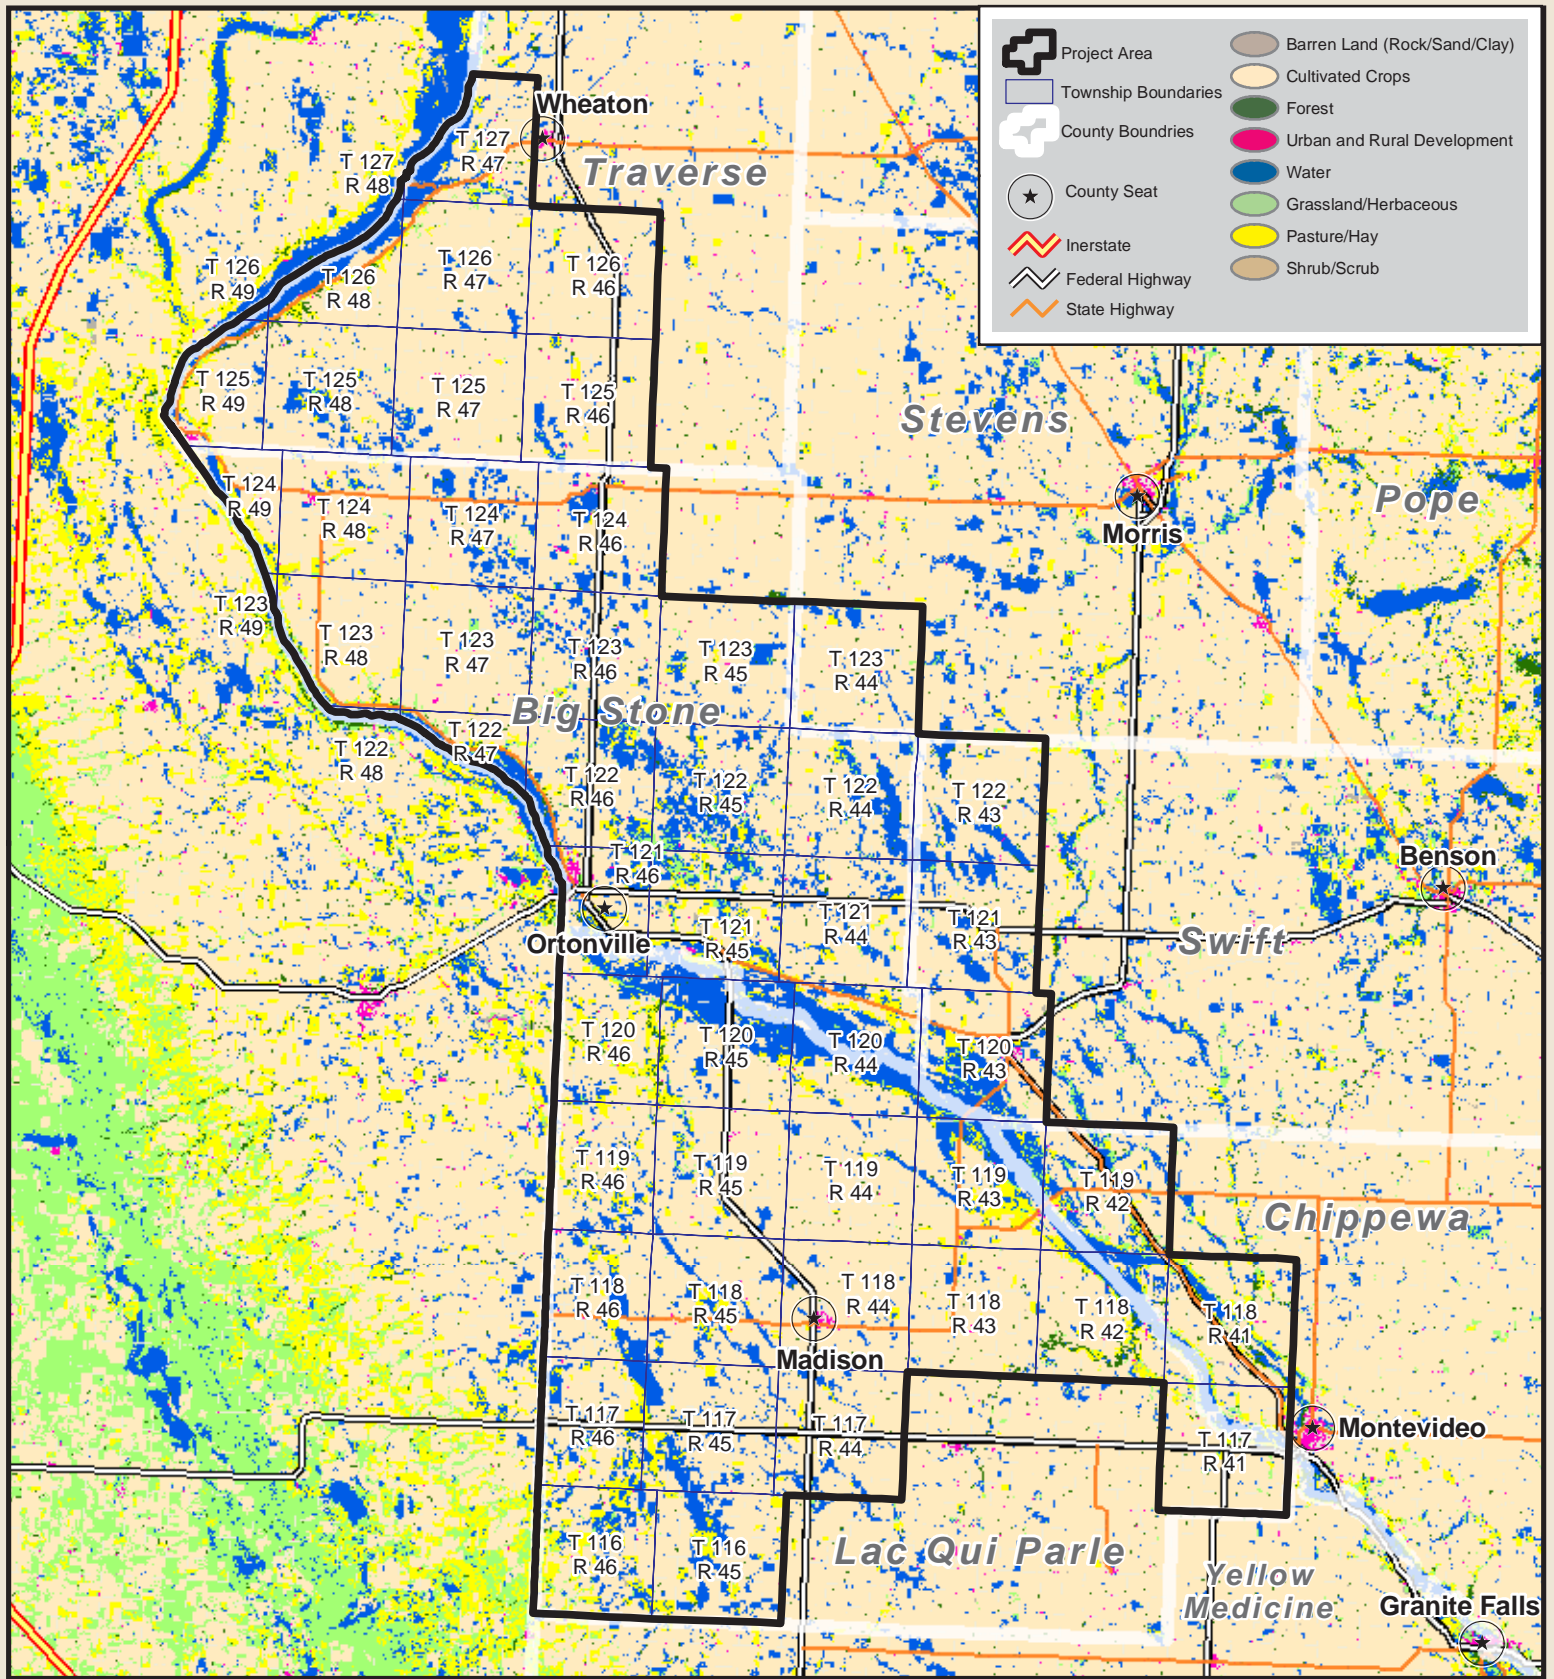 Project Area
Township Boundaries
County Boundries
County Seat
Inerstate
Federal Highway
State Highway
Barren Land (Rock/Sand/Clay)
Cultivated Crops
Forest
Urban and Rural Development
Water
Grassland/Herbaceous
Pasture/Hay
Shrub/Scrub
Wheaton
Traverse
T 127
R 47
T 127
R 48
T 126
R 49
T 126
R 48
T 126
R 47
T 126
R 46
T 125
R 49
T 125
R 48
T 125
R 47
T 125
R 46
Stevens
Pope
Morris
T 124
R 49
T 124
R 48
T 124
R 47
T 124
R 46
T 123
R 49
T 123
R 48
T 123
R 47
T 123
R 46
T 123
R 45
T 123
R 44
Big Stone
T 122
R 48
T 122
R 47
T 122
R 46
T 122
R 45
T 122
R 44
T 122
R 43
Benson
T 121
R 46
T 121
R 45
T 121
R 44
T 121
R 43
Ortonville
Swift
T 120
R 46
T 120
R 45
T 120
R 44
T 120
R 43
T 119
R 46
T 119
R 45
T 119
R 44
T 119
R 43
T 119
R 42
Chippewa
T 118
R 46
T 118
R 45
T 118
R 44
T 118
R 43
T 118
R 42
T 118
R 41
Madison
T 117
R 46
T 117
R 45
T 117
R 44
T 117
R 41
Montevideo
T 116
R 46
T 116
R 45
Lac Qui Parle
Yellow
Medicine
Granite Falls